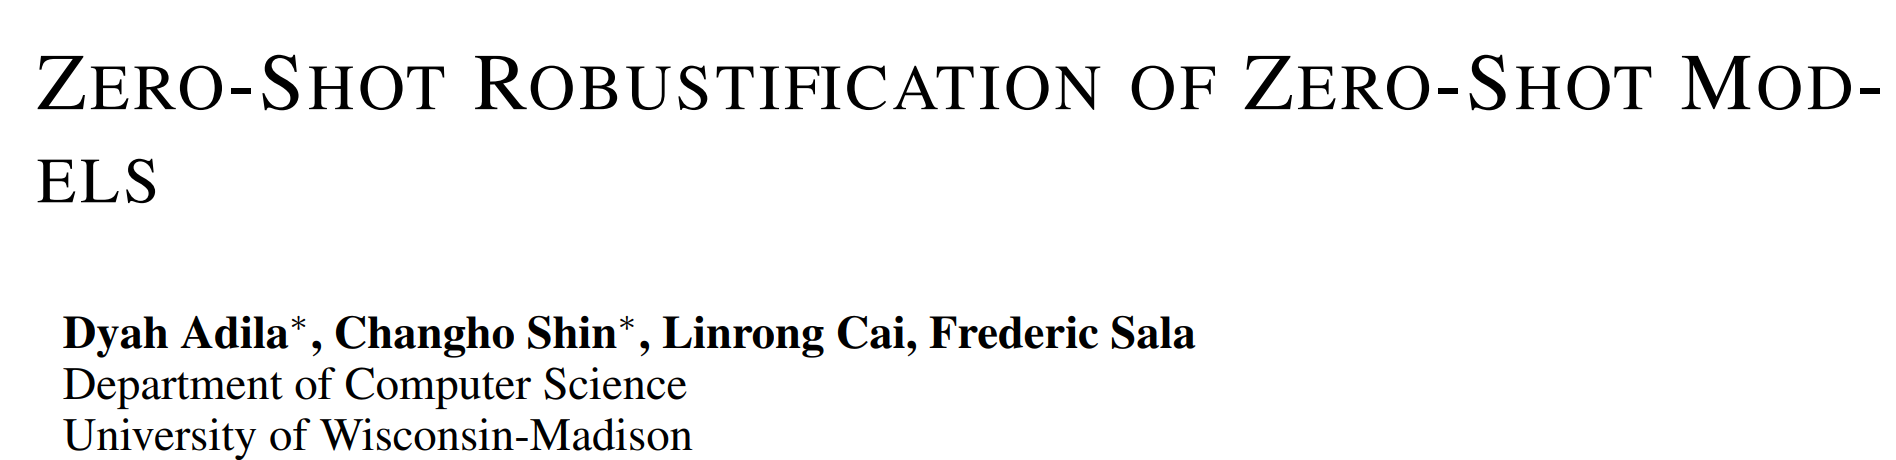 ZERO-SHOT ROBUSTIFICATION OF ZERO-SHOT MOD-
ELS
Dyah Adila*, Changho Shin*, Linrong Cai, Frederic Sala
Department of Computer Science
University of Wisconsin-Madison